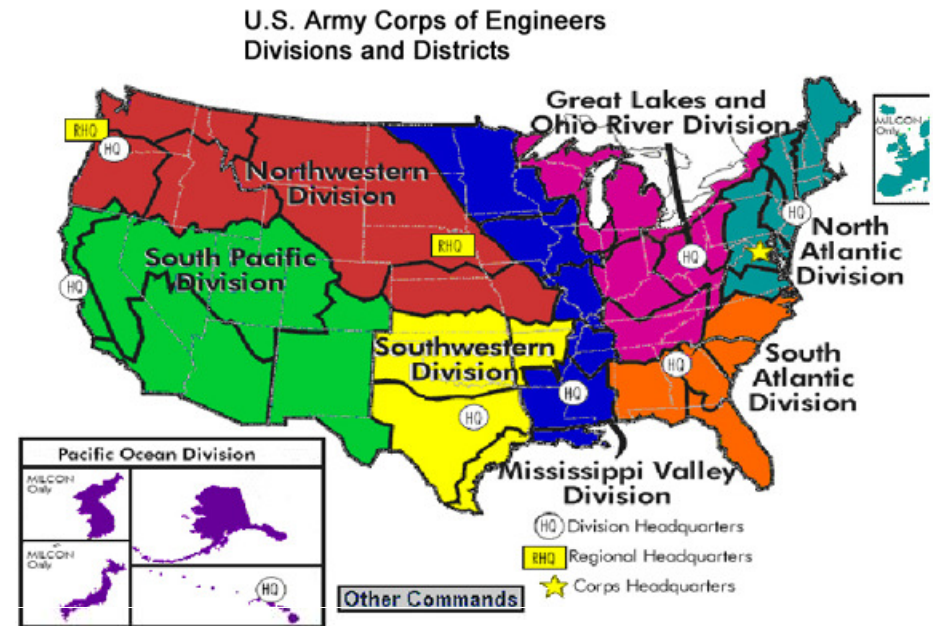 U.S. Army Corps of Engineers
Divisions and Districts
Great Lakes and
Ohio River Division
MILCON
Only
RHQ
HQ
Northwestern
Division
HQ
North
Atlantic
Division
RHQ
HQ
South Pacific
Division
HQ
Southwestern
Division
South
Atlantic
Division
HQ
HQ
HQ
Mississippi Valley
Division
Pacific Ocean Division
MILCON
Only
MILCON
Only
HQ
HQ Division Headquarters
RHQ Regional Headquarters
Corps Headquarters
Other Commands